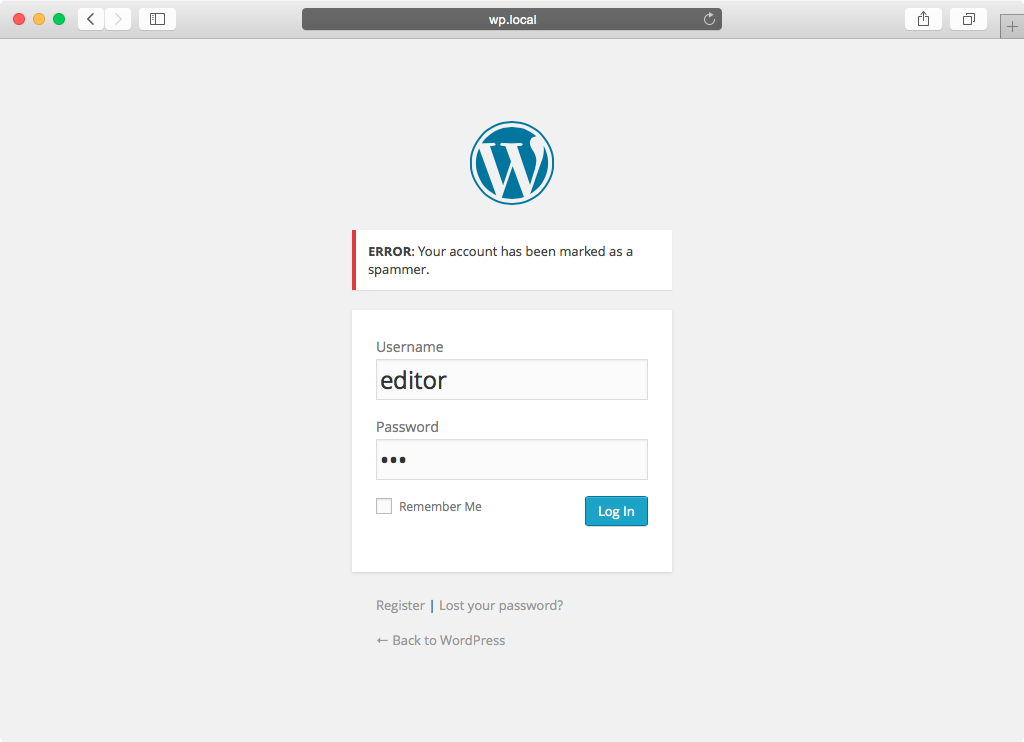 wp.local
ERROR: Your account has been marked as a
spammer.
Username
editor
Password
•••
Remember Me
Log In
Register | Lost your password?
← Back to WordPress